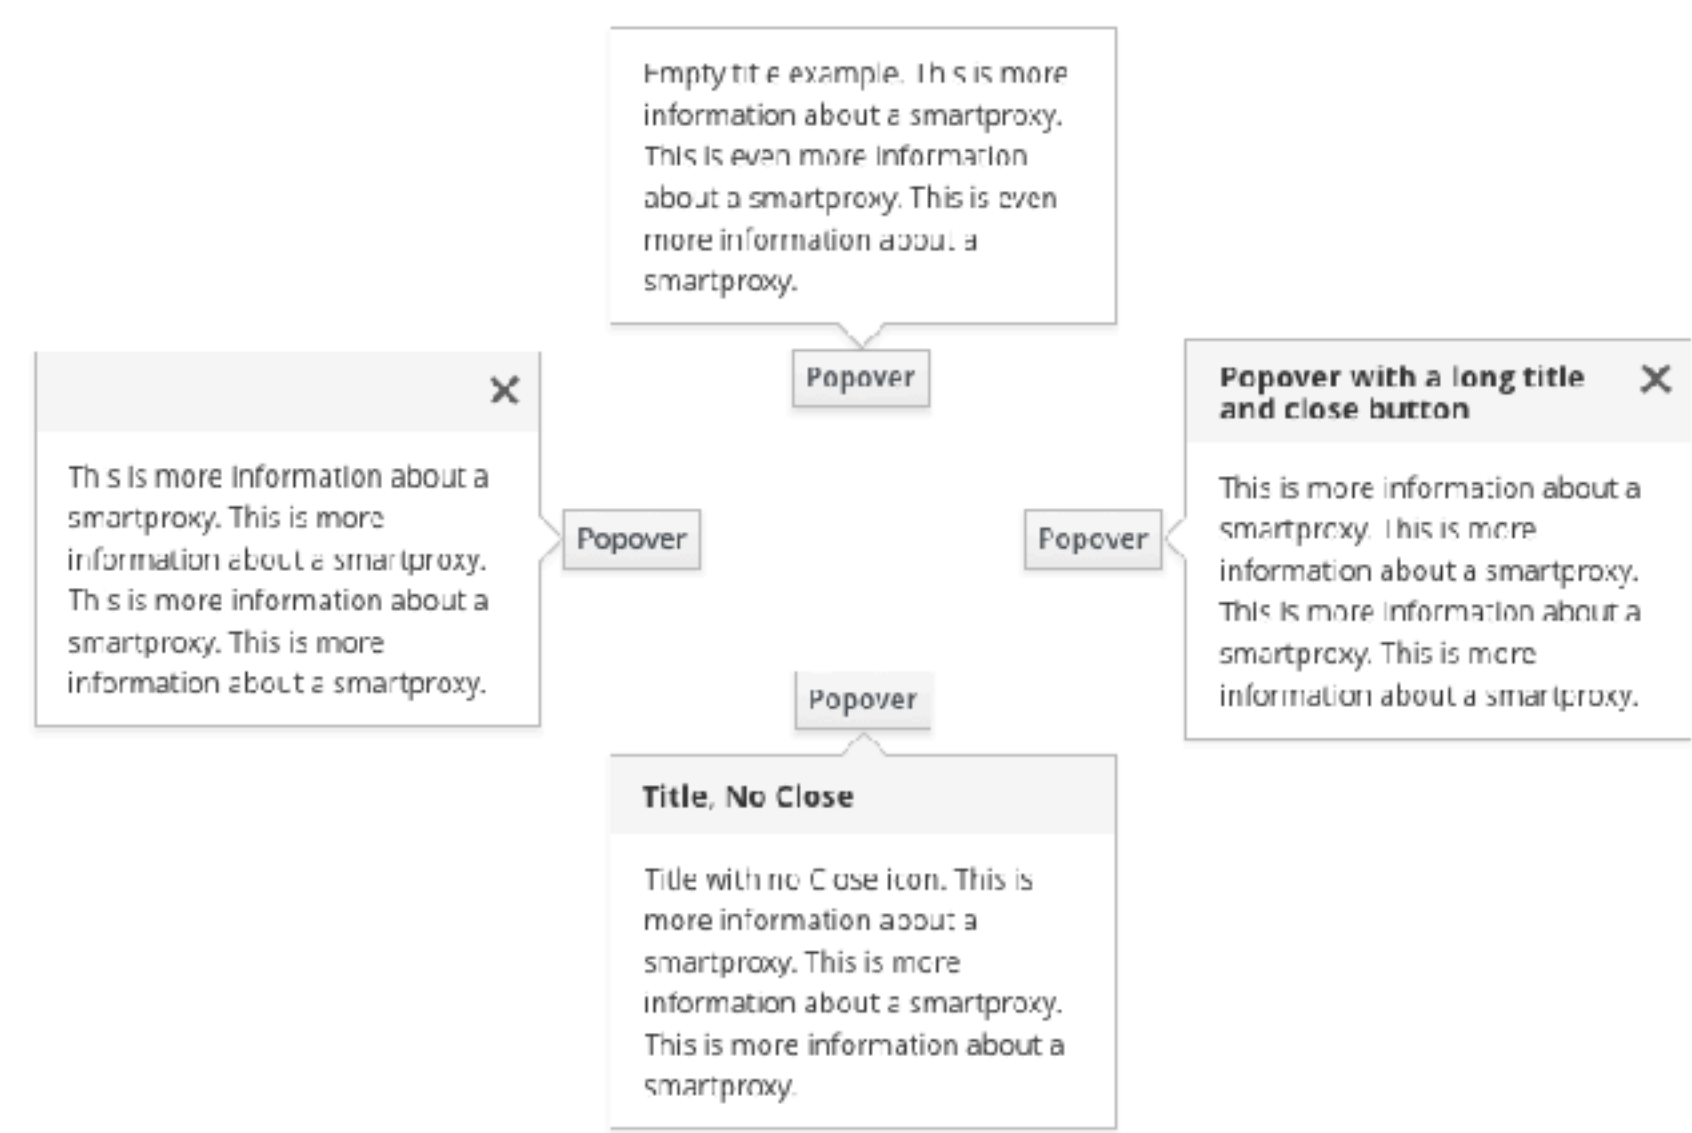 Empty title example. This is more
information about a smartproxy.
This is even more information
about a smartproxy. This is even
more information about a
smartproxy.
Popover
This is more information about a
smartproxy. This is more
information about a smartproxy.
This is more information about a
smartproxy. This is more
information about a smartproxy.
Popover
Popover
Popover with a long title
and close button
This is more information about a
smartproxy. This is more
information about a smartproxy.
This is more information about a
smartproxy. This is more
information about a smartproxy.
Popover
Title, No Close
Title with no Close icon. This is
more information about a
smartproxy. This is more
information about a smartproxy.
This is more information about a
smartproxy.